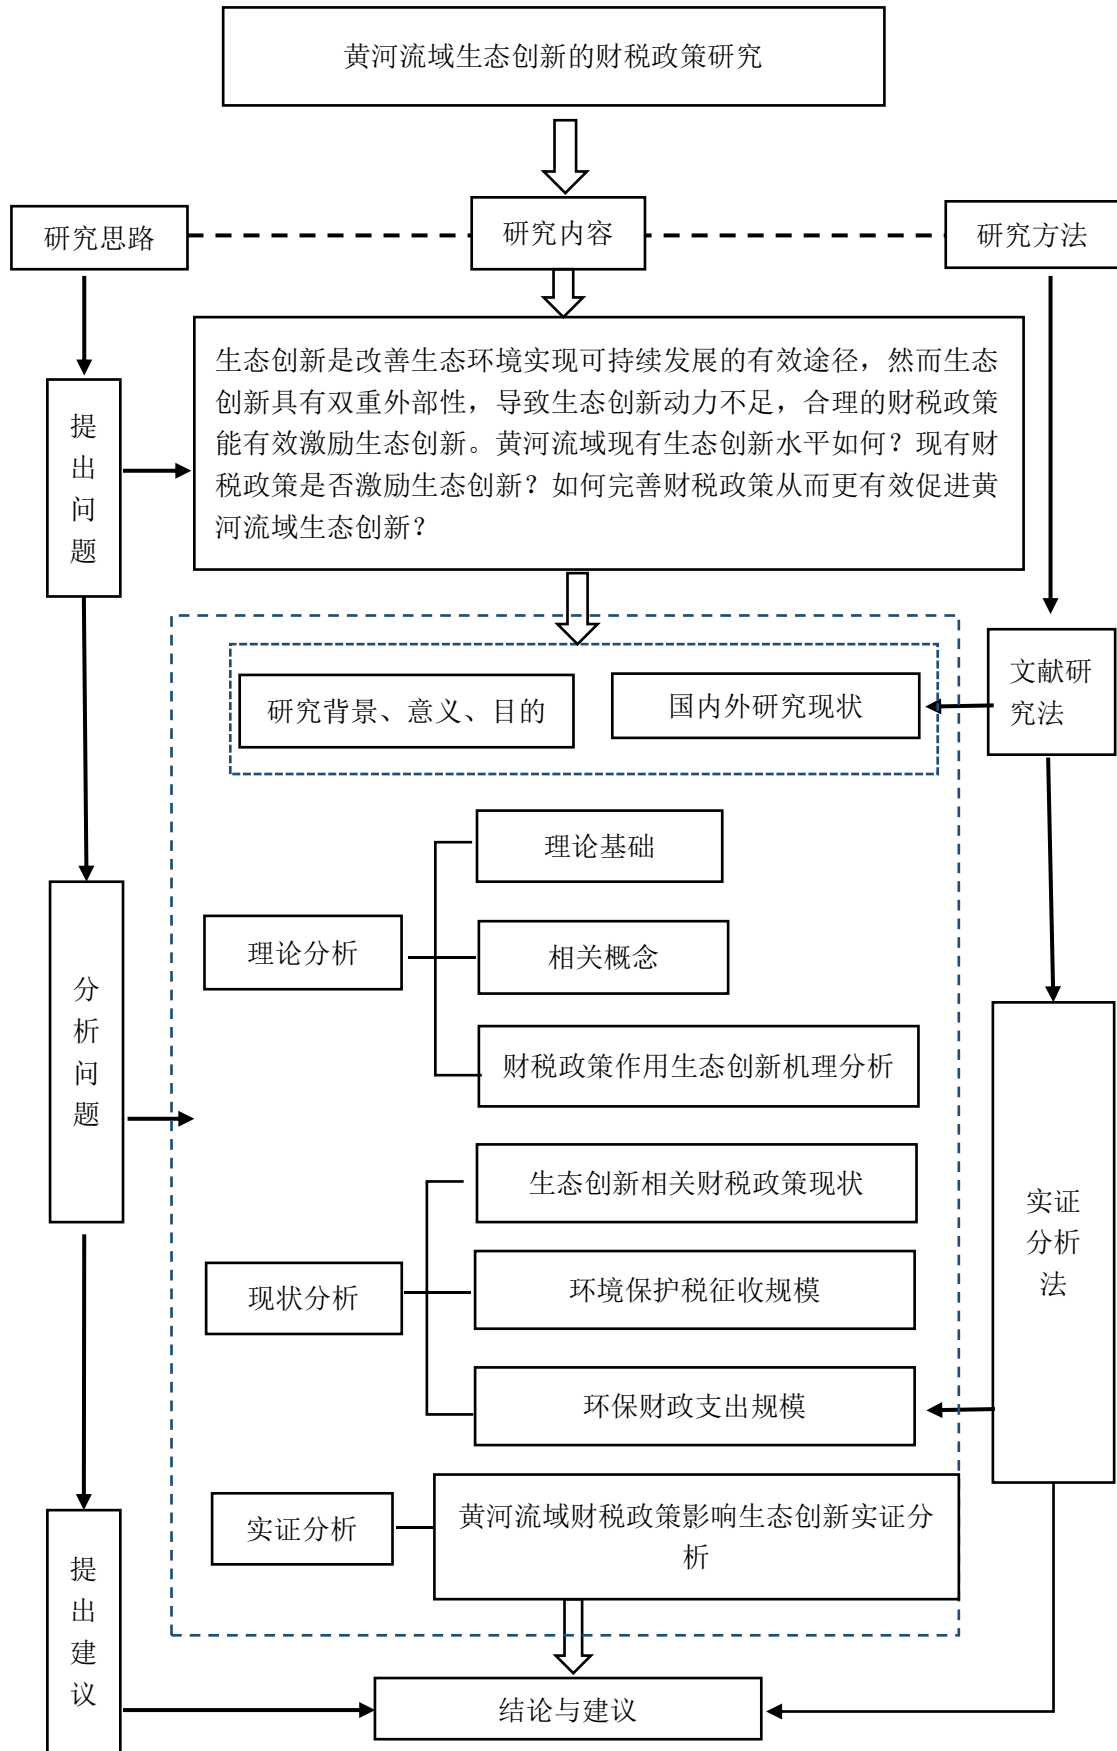 黄河流域生态创新的财税政策研究
研究思路
研究内容
研究方法
生态创新是改善生态环境实现可持续发展的有效途径，然而生态
创新具有双重外部性，导致生态创新动力不足，合理的财税政策
能有效激励生态创新。黄河流域现有生态创新水平如何？现有财
税政策是否激励生态创新？如何完善财税政策从而更有效促进黄
河流域生态创新？
提
出
问
题
研究背景、意义、目的
国内外研究现状
文献研
究法
理论基础
理论分析
相关概念
财税政策作用生态创新机理分析
分
析
问
题
生态创新相关财税政策现状
现状分析
环境保护税征收规模
环保财政支出规模
实证
分析
法
实证分析
黄河流域财税政策影响生态创新实证分
析
提
出
建
议
结论与建议